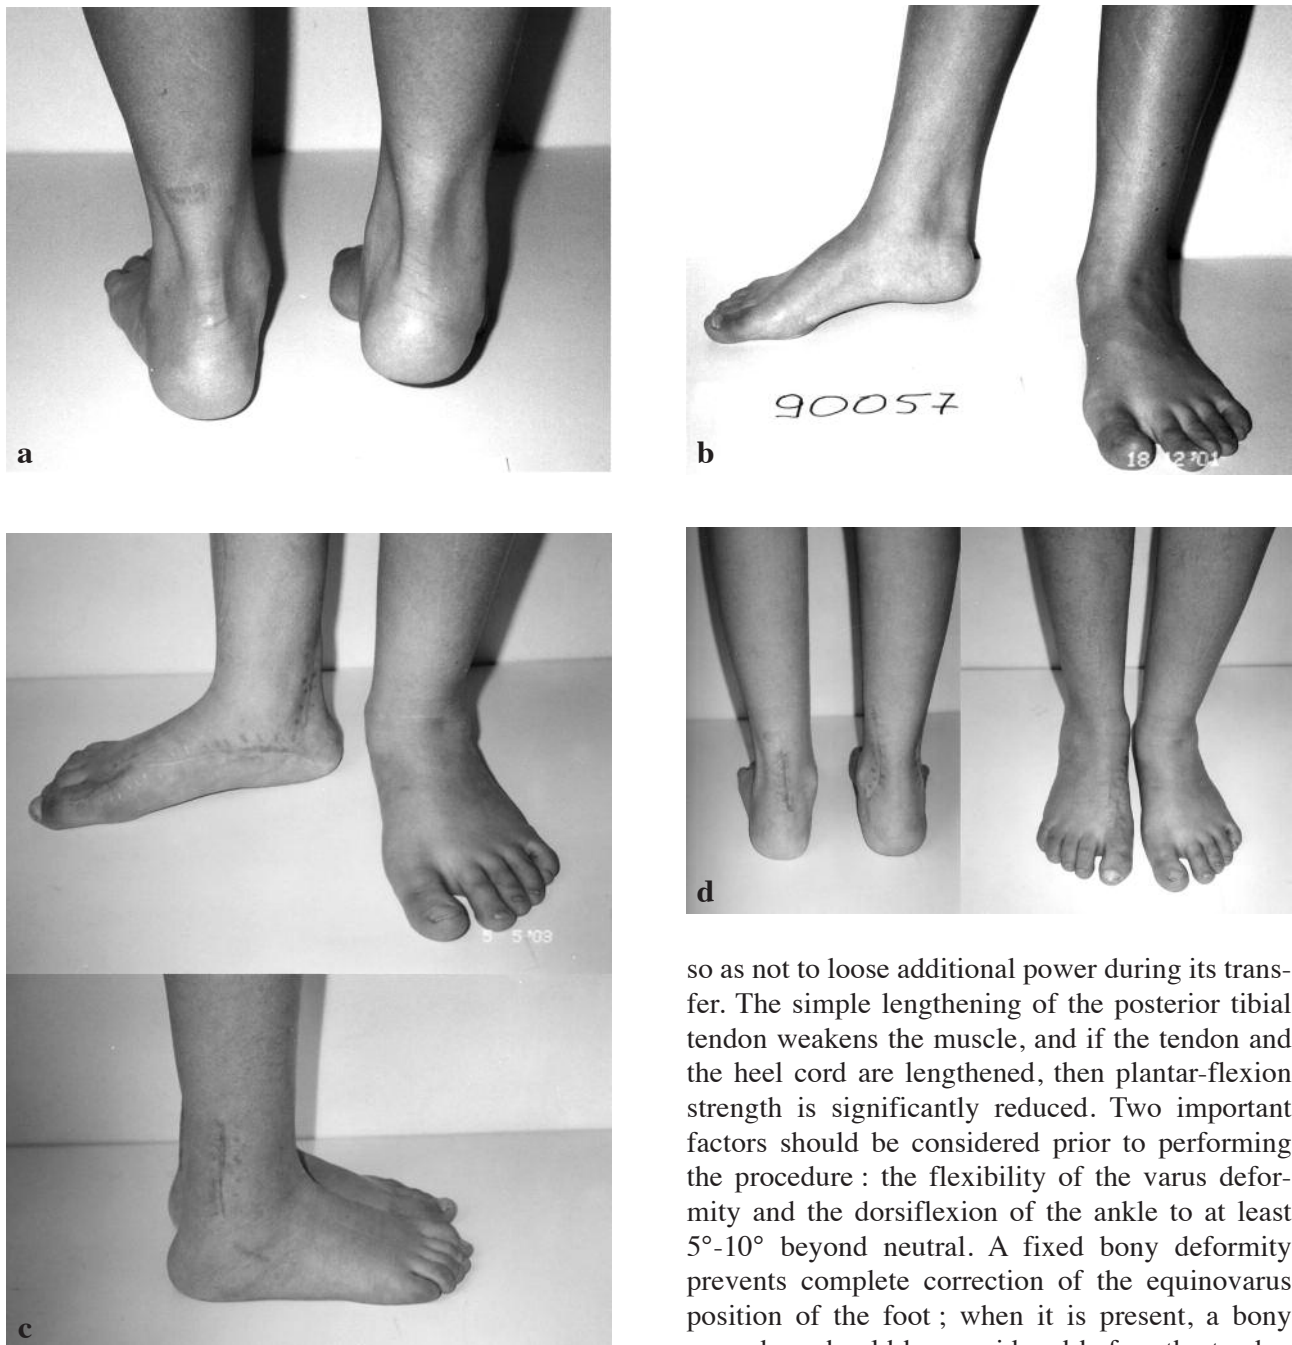 a
90057
b
18 12 '01
5 5 '03
c
d
so as not to loose additional power during its trans-
fer. The simple lengthening of the posterior tibial
tendon weakens the muscle, and if the tendon and
the heel cord are lengthened, then plantar-flexion
strength is significantly reduced. Two important
factors should be considered prior to performing
the procedure : the flexibility of the varus defor-
mity and the dorsiflexion of the ankle to at least
5°-10° beyond neutral. A fixed bony deformity
prevents complete correction of the equinovarus
position of the foot ; when it is present, a bony